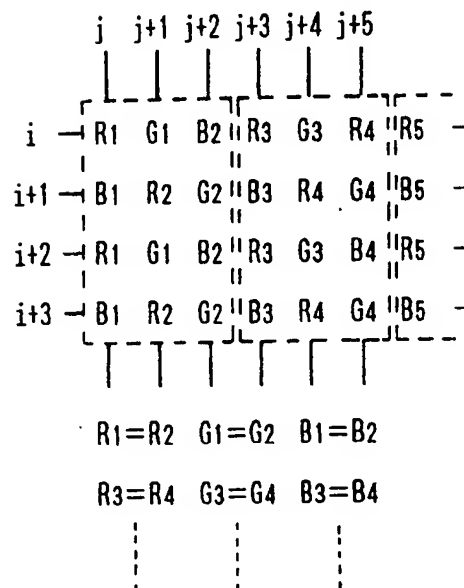 j j+1 j+2 j+3 j+4 j+5
i R1 G1 B2 R3 G3 R4 R5
i+1 B1 R2 G2 B3 R4 G4 B5
i+2 R1 G1 B2 R3 G3 B4 R5
i+3 B1 R2 G2 B3 R4 G4 B5
R1=R2 G1=G2 B1=B2
R3=R4 G3=G4 B3=B4